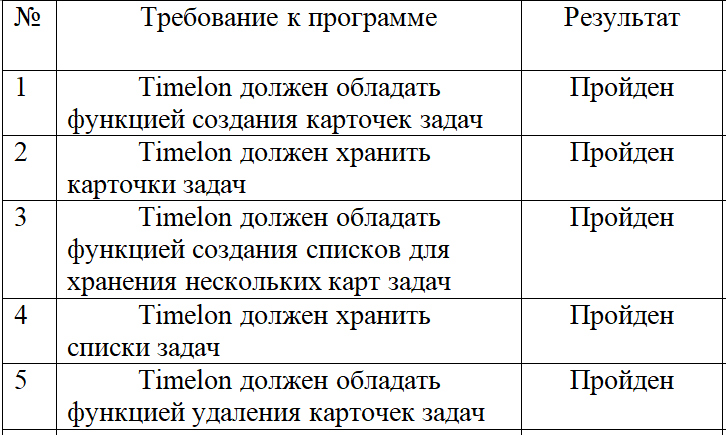 № Требование к программе Результат
1 Timelon должен обладать Пройден
функцией создания карточек задач
2 Timelon должен хранить Пройден
карточки задач
3 Timelon должен обладать Пройден
функцией создания списков для
хранения нескольких карт задач
4 Timelon должен хранить Пройден
списки задач
5 Timelon должен обладать Пройден
функцией удаления карточек задач